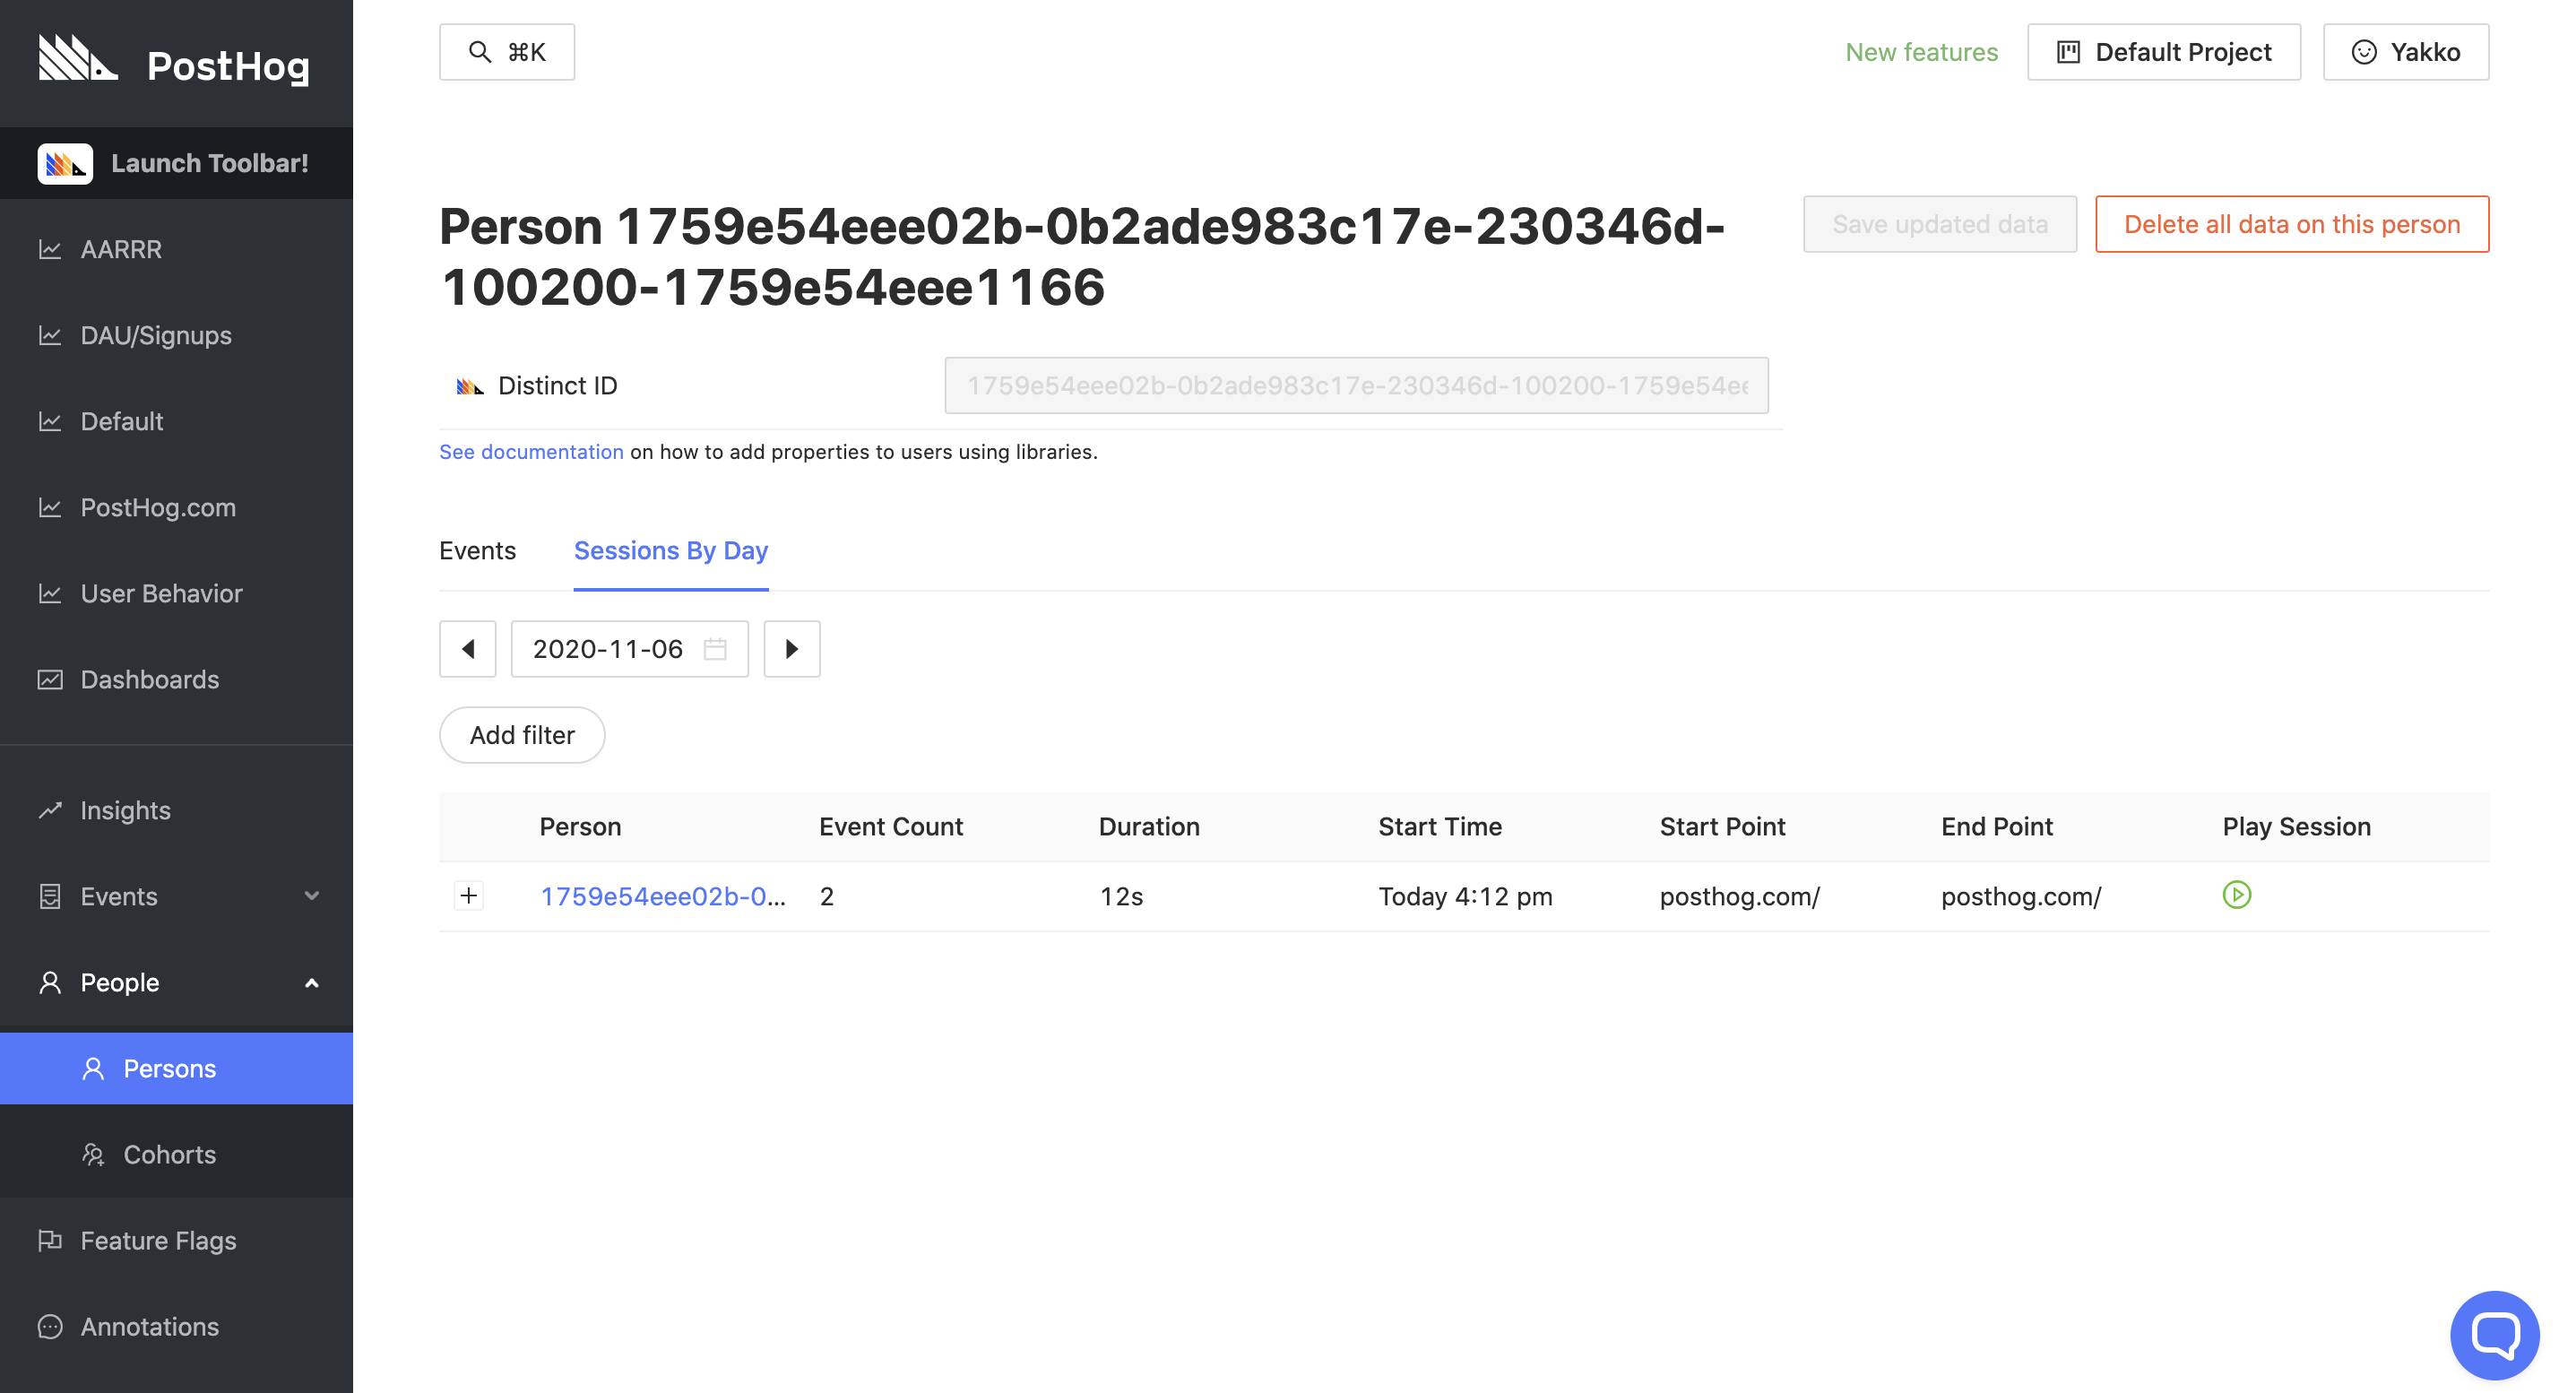 PostHog
Launch Toolbar!
AARRR
DAU/Signups
Default
PostHog.com
User Behavior
Dashboards
Insights
Events
People
Persons
Cohorts
Feature Flags
Annotations
⌘K
New features
Default Project
Yakko
Person 1759e54eee02b-0b2ade983c17e-230346d-
100200-1759e54eee1166
Save updated data
Delete all data on this person
Distinct ID
1759e54eee02b-0b2ade983c17e-230346d-100200-1759e54ee
See documentation on how to add properties to users using libraries.
Events
Sessions By Day
2020-11-06
Add filter
Person Event Count Duration Start Time Start Point End Point Play Session
1759e54eee02b-0... 2 12s Today 4:12 pm posthog.com/ posthog.com/